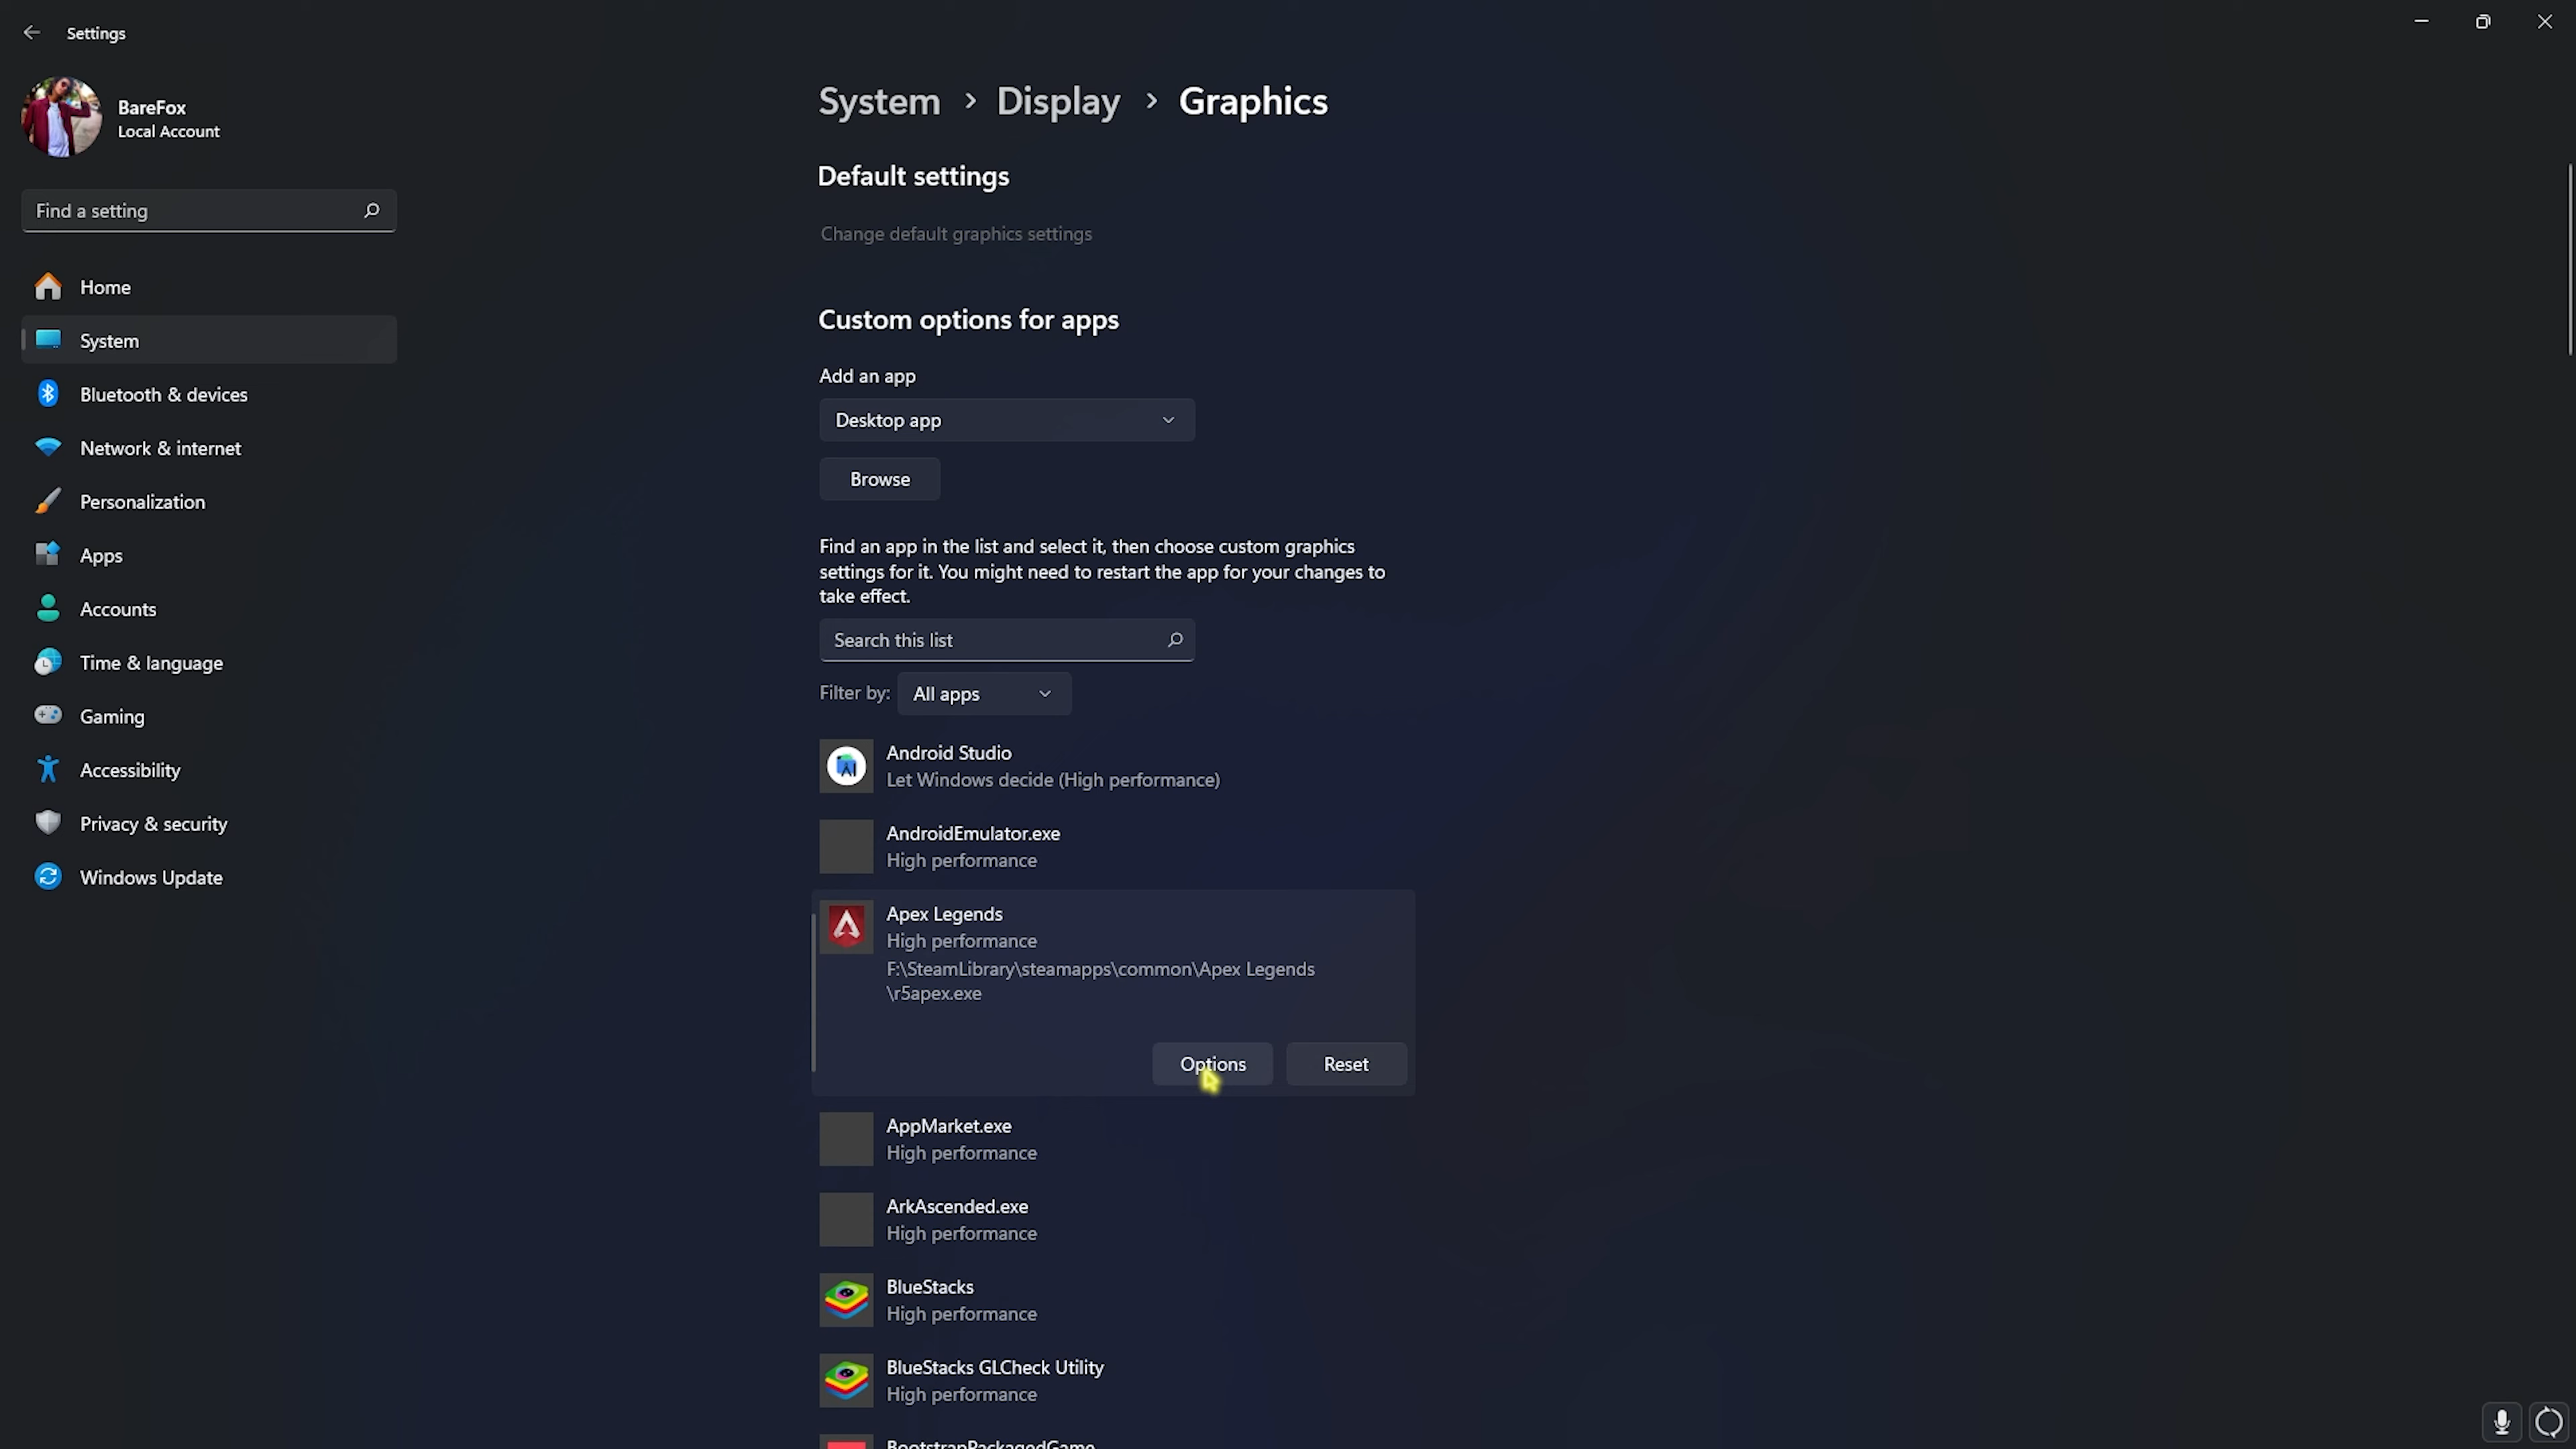 Settings
BareFox
Local Account
Find a setting
Home
System
Bluetooth & devices
Network & internet
Personalization
Apps
Accounts
Time & language
Gaming
Accessibility
Privacy & security
Windows Update
System > Display > Graphics
Default settings
Change default graphics settings
Custom options for apps
Add an app
Desktop app
Browse
Find an app in the list and select it, then choose custom graphics
settings for it. You might need to restart the app for your changes to
take effect.
Search this list
Filter by: All apps
Android Studio
Let Windows decide (High performance)
AndroidEmulator.exe
High performance
Apex Legends
High performance
F:\SteamLibrary\steamapps\common\Apex Legends
\r5apex.exe
Options Reset
AppMarket.exe
High performance
ArkAscended.exe
High performance
BlueStacks
High performance
BlueStacks GLCheck Utility
High performance
BootstrapPackagedGame